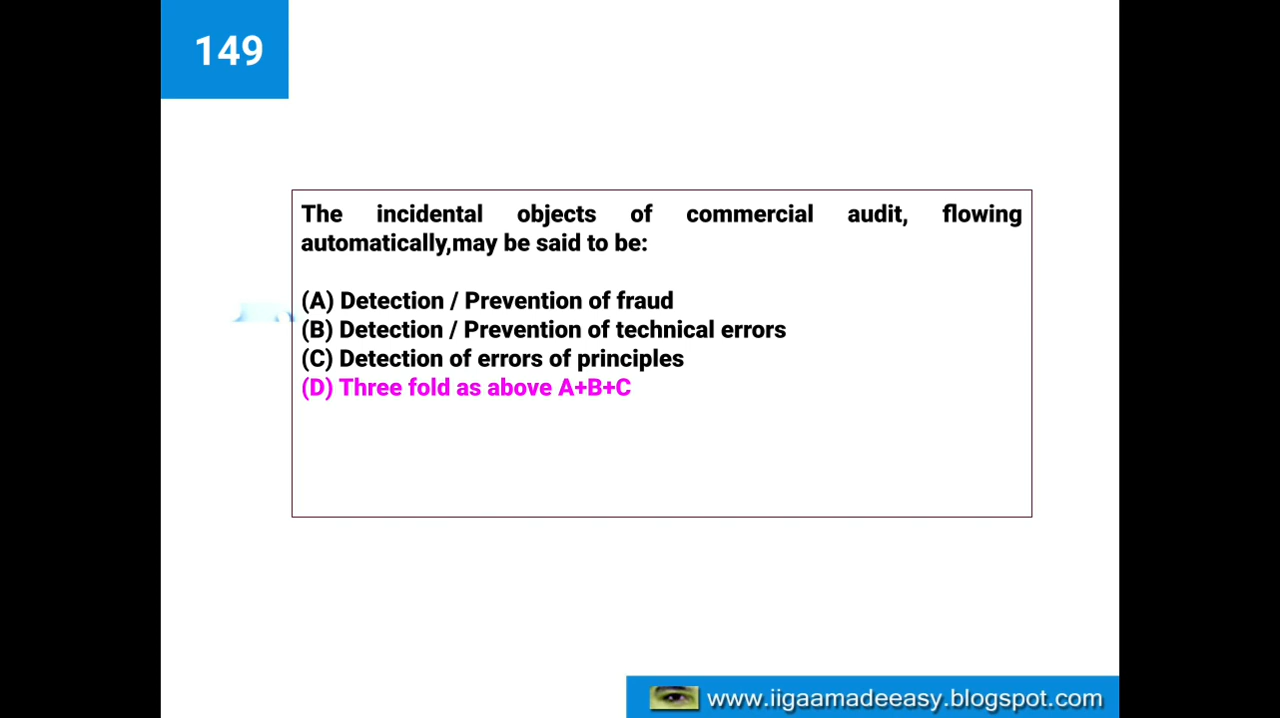 149
The incidental objects of commercial audit, flowing
automatically,may be said to be:
(A) Detection / Prevention of fraud
(B) Detection / Prevention of technical errors
(C) Detection of errors of principles
(D) Three fold as above A+B+C
www.iigaamadeeasy.blogspot.com